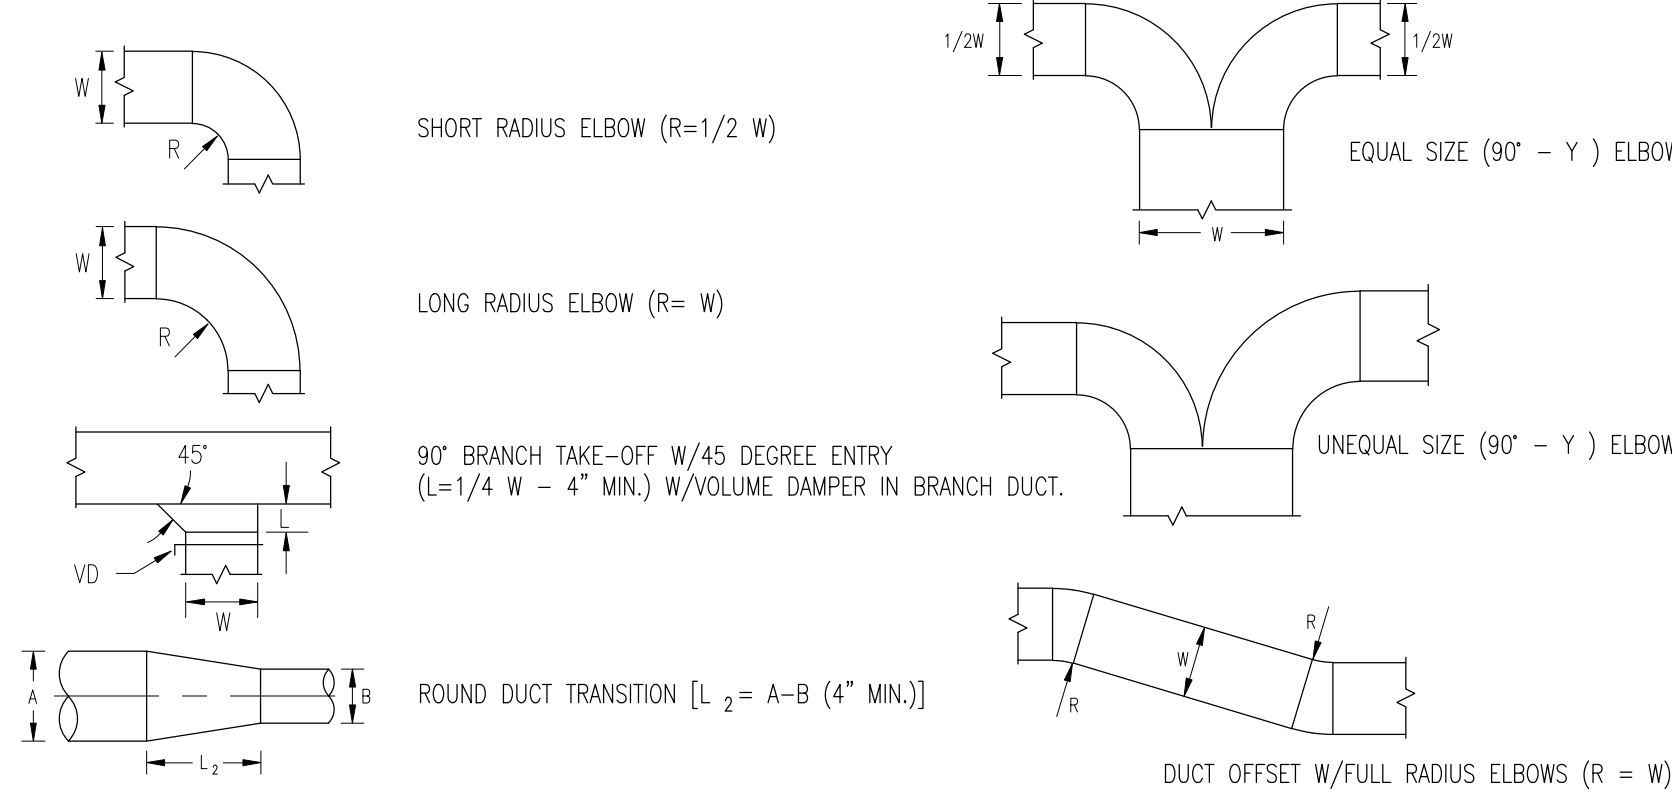 W
R
SHORT RADIUS ELBOW (R=1/2 W)
W
R
LONG RADIUS ELBOW (R= W)
45°
L
VD
W
90° BRANCH TAKE-OFF W/45 DEGREE ENTRY
(L=1/4 W - 4" MIN.) W/VOLUME DAMPER IN BRANCH DUCT.
A
B
L2
ROUND DUCT TRANSITION [L 2 = A-B (4" MIN.)]
1/2W
1/2W
W
EQUAL SIZE (90° - Y ) ELBOW
UNEQUAL SIZE (90° - Y ) ELBOW
R
W
R
DUCT OFFSET W/FULL RADIUS ELBOWS (R = W)